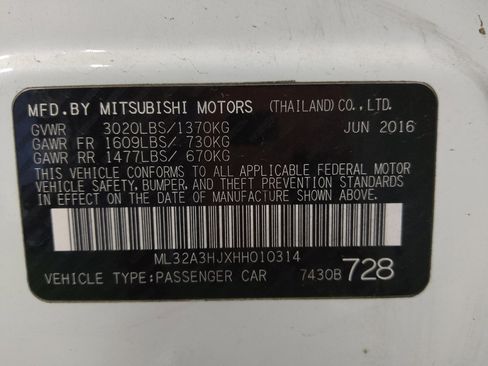 MFD.BY MITSUBISHI MOTORS (THAILAND) CO., LTD.
GVWR 3020LBS/1370KG JUN 2016
GAWR FR 1609LBS/ 730KG
GAWR RR 1477LBS/ 670KG
THIS VEHICLE CONFORMS TO ALL APPLICABLE FEDERAL MOTOR
VEHICLE SAFETY, BUMPER, AND THEFT PREVENTION STANDARDS
IN EFFECT ON THE DATE OF MANUFACTURE SHOWN ABOVE.
ML32A3HJXHH010314
VEHICLE TYPE:PASSENGER CAR 7430B 728